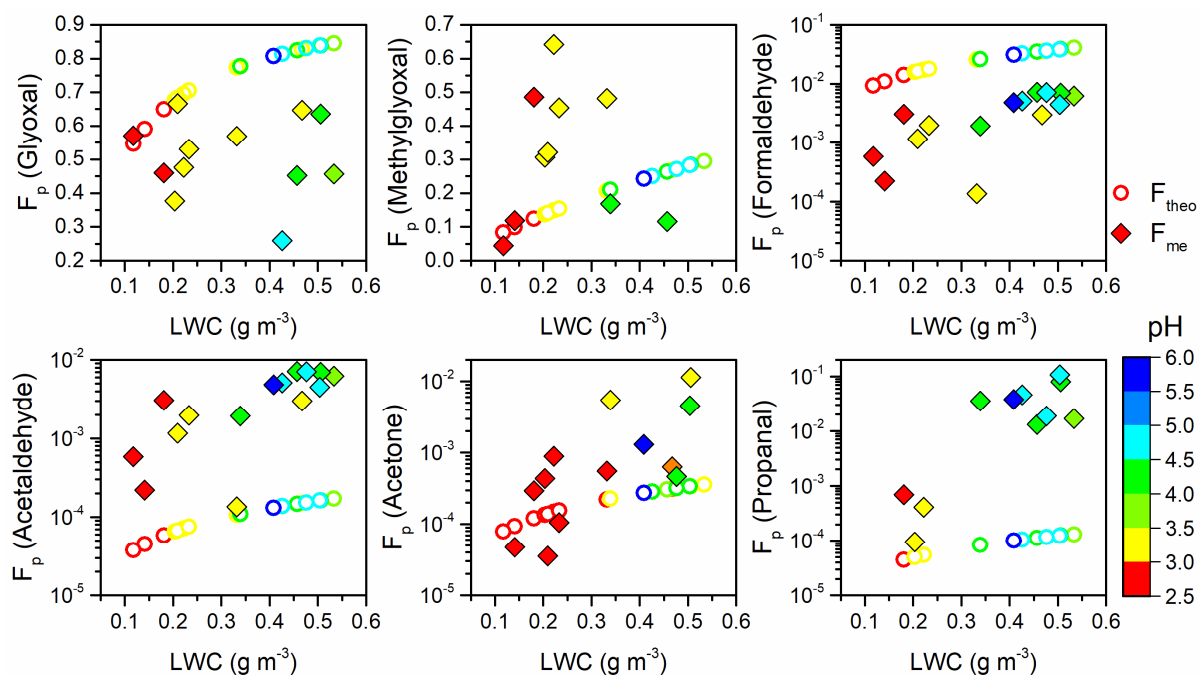 0.9
0.8
0.7
0.6
0.5
0.4
0.3
0.2
F_p (Glyoxal)
0.1 0.2 0.3 0.4 0.5 0.6
LWC (g m⁻³)
0.7
0.6
0.5
0.4
0.3
0.2
0.1
0.0
F_p (Methylglyoxal)
0.1 0.2 0.3 0.4 0.5 0.6
LWC (g m⁻³)
10⁻¹
10⁻²
10⁻³
10⁻⁴
10⁻⁵
F_p (Formaldehyde)
0.1 0.2 0.3 0.4 0.5 0.6
LWC (g m⁻³)
F_theo
F_me
10⁻²
10⁻³
10⁻⁴
10⁻⁵
F_p (Acetaldehyde)
0.1 0.2 0.3 0.4 0.5 0.6
LWC (g m⁻³)
10⁻²
10⁻³
10⁻⁴
10⁻⁵
F_p (Acetone)
0.1 0.2 0.3 0.4 0.5 0.6
LWC (g m⁻³)
10⁻¹
10⁻²
10⁻³
10⁻⁴
10⁻⁵
F_p (Propanal)
0.1 0.2 0.3 0.4 0.5 0.6
LWC (g m⁻³)
pH
6.0
5.5
5.0
4.5
4.0
3.5
3.0
2.5